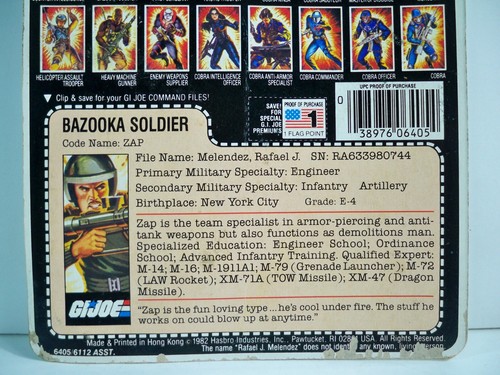 HELICOPTER ASSAULT TROOPER
HEAVY MACHINE GUNNER
ENEMY WEAPONS SUPPLIER
COBRA INTELLIGENCE OFFICER
COBRA ANTI-ARMOR SPECIALIST
COBRA COMMANDER
COBRA OFFICER
COBRA
▼ Clip & save for your G.I. JOE COMMAND FILES!
SAVE!
FOR
SPECIAL
G.I. JOE
PREMIUMS
PROOF OF PURCHASE
1
1 FLAG POINT
UPC PROOF OF PURCHASE
0
38976 06405
BAZOOKA SOLDIER
Code Name: ZAP
File Name: Melendez, Rafael J. SN: RA633980744
Primary Military Specialty: Engineer
Secondary Military Specialty: Infantry Artillery
Birthplace: New York City Grade: E-4
Zap is the team specialist in armor-piercing and anti-
tank weapons but also functions as demolitions man.
Specialized Education: Engineer School; Ordinance
School; Advanced Infantry Training. Qualified Expert:
M-14; M-16; M-1911A1; M-79 (Grenade Launcher); M-72
(LAW Rocket); XM-71A (TOW Missile); XM-47 (Dragon
Missile).
"Zap is the fun loving type...he's cool under fire. The stuff he
works on could blow up at anytime."
GI JOE
Made & Printed in Hong Kong © 1982 Hasbro Industries, Inc., Pawtucket, RI 028 USA. All Rights Reserved.
The name "Rafael J. Melendez" does not identify any known, living person.
6405/6112 ASST.